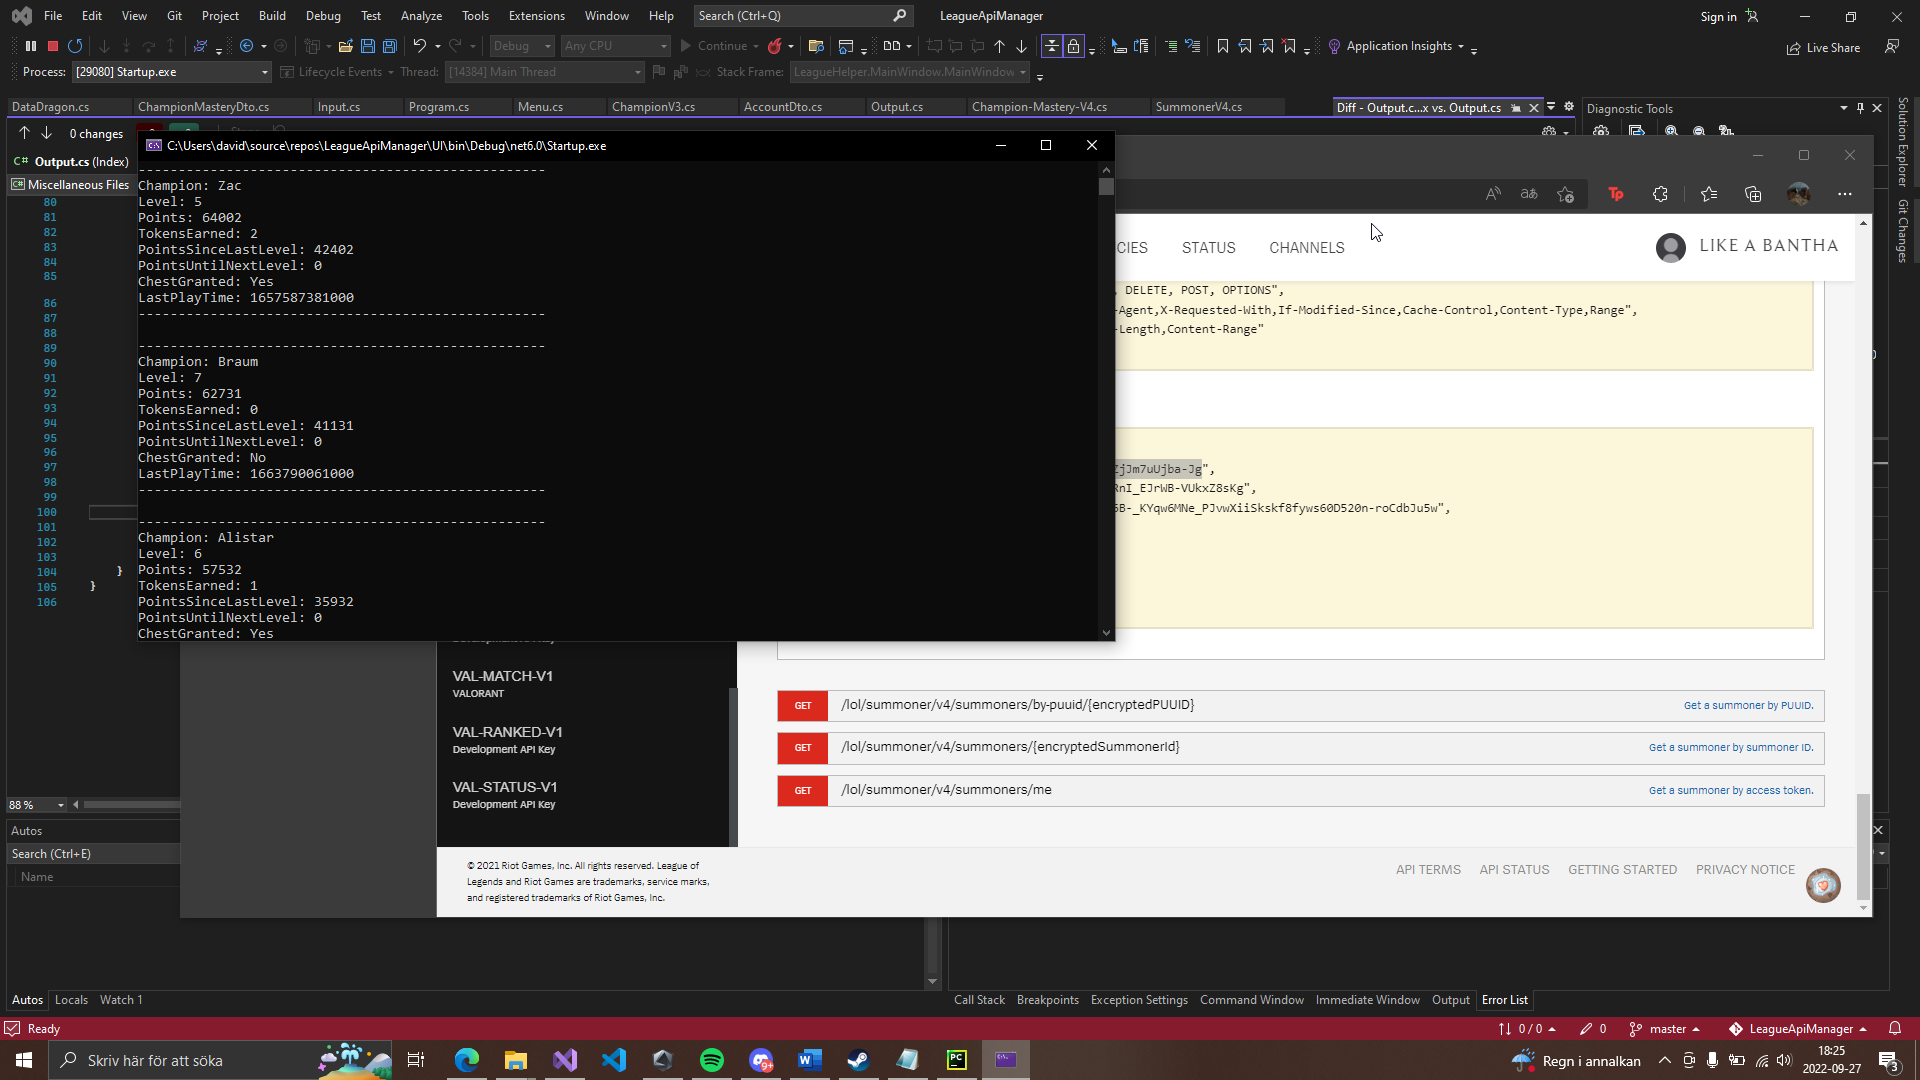 File Edit View Git Project Build Debug Test Analyze Tools Extensions Window Help Search (Ctrl+Q) LeagueApiManager Sign in
Debug Any CPU Continue Application Insights Live Share
Process: [29080] Startup.exe Lifecycle Events Thread: [14384] Main Thread Stack Frame: LeagueHelper.MainWindow.MainWindow
DataDragon.cs ChampionMasteryDto.cs Input.cs Program.cs Menu.cs ChampionV3.cs AccountDto.cs Output.cs Champion-Mastery-V4.cs SummonerV4.cs Diff - Output.c...x vs. Output.cs Diagnostic Tools
0 changes
C# Output.cs (Index)
C# Miscellaneous Files
80
81
82
83
84
85
86
87
88
89
90
91
92
93
94
95
96
97
98
99
100
101
102
103
104 }
105 }
106
C:\Users\david\source\repos\LeagueApiManager\UI\bin\Debug\net6.0\Startup.exe
---------------------------------------------------
Champion: Zac
Level: 5
Points: 64002
TokensEarned: 2
PointsSinceLastLevel: 42402
PointsUntilNextLevel: 0
ChestGranted: Yes
LastPlayTime: 1657587381000
---------------------------------------------------
---------------------------------------------------
Champion: Braum
Level: 7
Points: 62731
TokensEarned: 0
PointsSinceLastLevel: 41131
PointsUntilNextLevel: 0
ChestGranted: No
LastPlayTime: 1663790061000
---------------------------------------------------
---------------------------------------------------
Champion: Alistar
Level: 6
Points: 57532
TokensEarned: 1
PointsSinceLastLevel: 35932
PointsUntilNextLevel: 0
ChestGranted: Yes
Solution Explorer
Git Changes
CIES STATUS CHANNELS LIKE A BANTHA
, DELETE, POST, OPTIONS",
-Agent,X-Requested-With,If-Modified-Since,Cache-Control,Content-Type,Range",
-Length,Content-Range"
ZjJm7uUjba-Jg",
RnI_EJrWB-VUkxZ8sKg",
6B-_KYqw6MNe_PJvwXiiSkskf8fyws60D520n-roCdbJu5w",
VAL-MATCH-V1
VALORANT
VAL-RANKED-V1
Development API Key
VAL-STATUS-V1
Development API Key
GET /lol/summoner/v4/summoners/by-puuid/{encryptedPUUID} Get a summoner by PUUID.
GET /lol/summoner/v4/summoners/{encryptedSummonerId} Get a summoner by summoner ID.
GET /lol/summoner/v4/summoners/me Get a summoner by access token.
© 2021 Riot Games, Inc. All rights reserved. League of
Legends and Riot Games are trademarks, service marks,
and registered trademarks of Riot Games, Inc.
API TERMS API STATUS GETTING STARTED PRIVACY NOTICE
88 %
Autos
Search (Ctrl+E)
Name
Autos Locals Watch 1
Call Stack Breakpoints Exception Settings Command Window Immediate Window Output Error List
Ready 0 / 0 0 master LeagueApiManager
Skriv här för att söka Regn i annalkan
18:25
2022-09-27
3